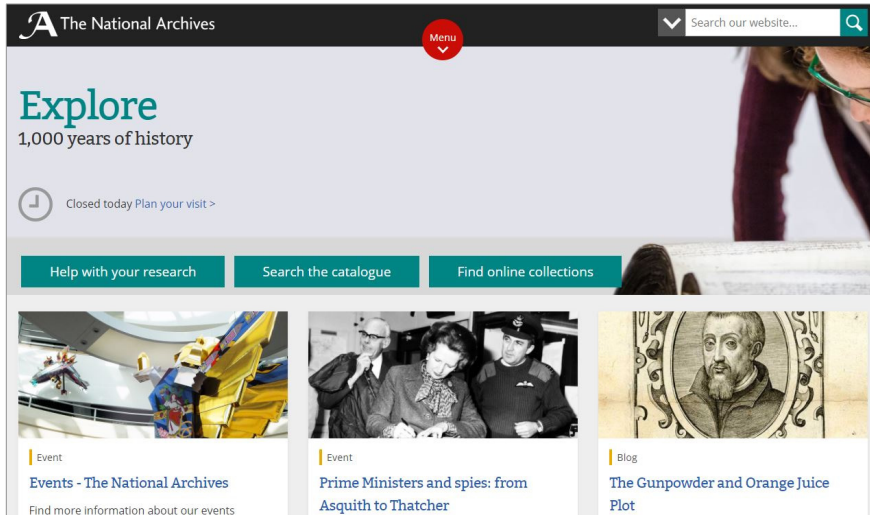 The National Archives
Menu
Search our website...
Explore
1,000 years of history
Closed today Plan your visit >
Help with your research
Search the catalogue
Find online collections
Event
Events - The National Archives
Find more information about our events
Event
Prime Ministers and spies: from
Asquith to Thatcher
Blog
The Gunpowder and Orange Juice
Plot